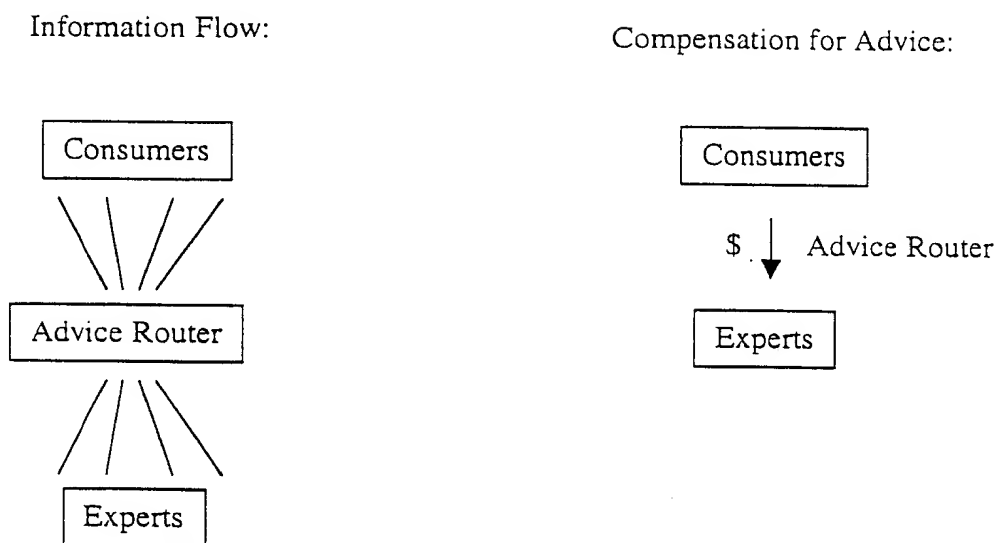 Information Flow:
Consumers
Advice Router
Experts
Compensation for Advice:
Consumers
$ Advice Router
Experts